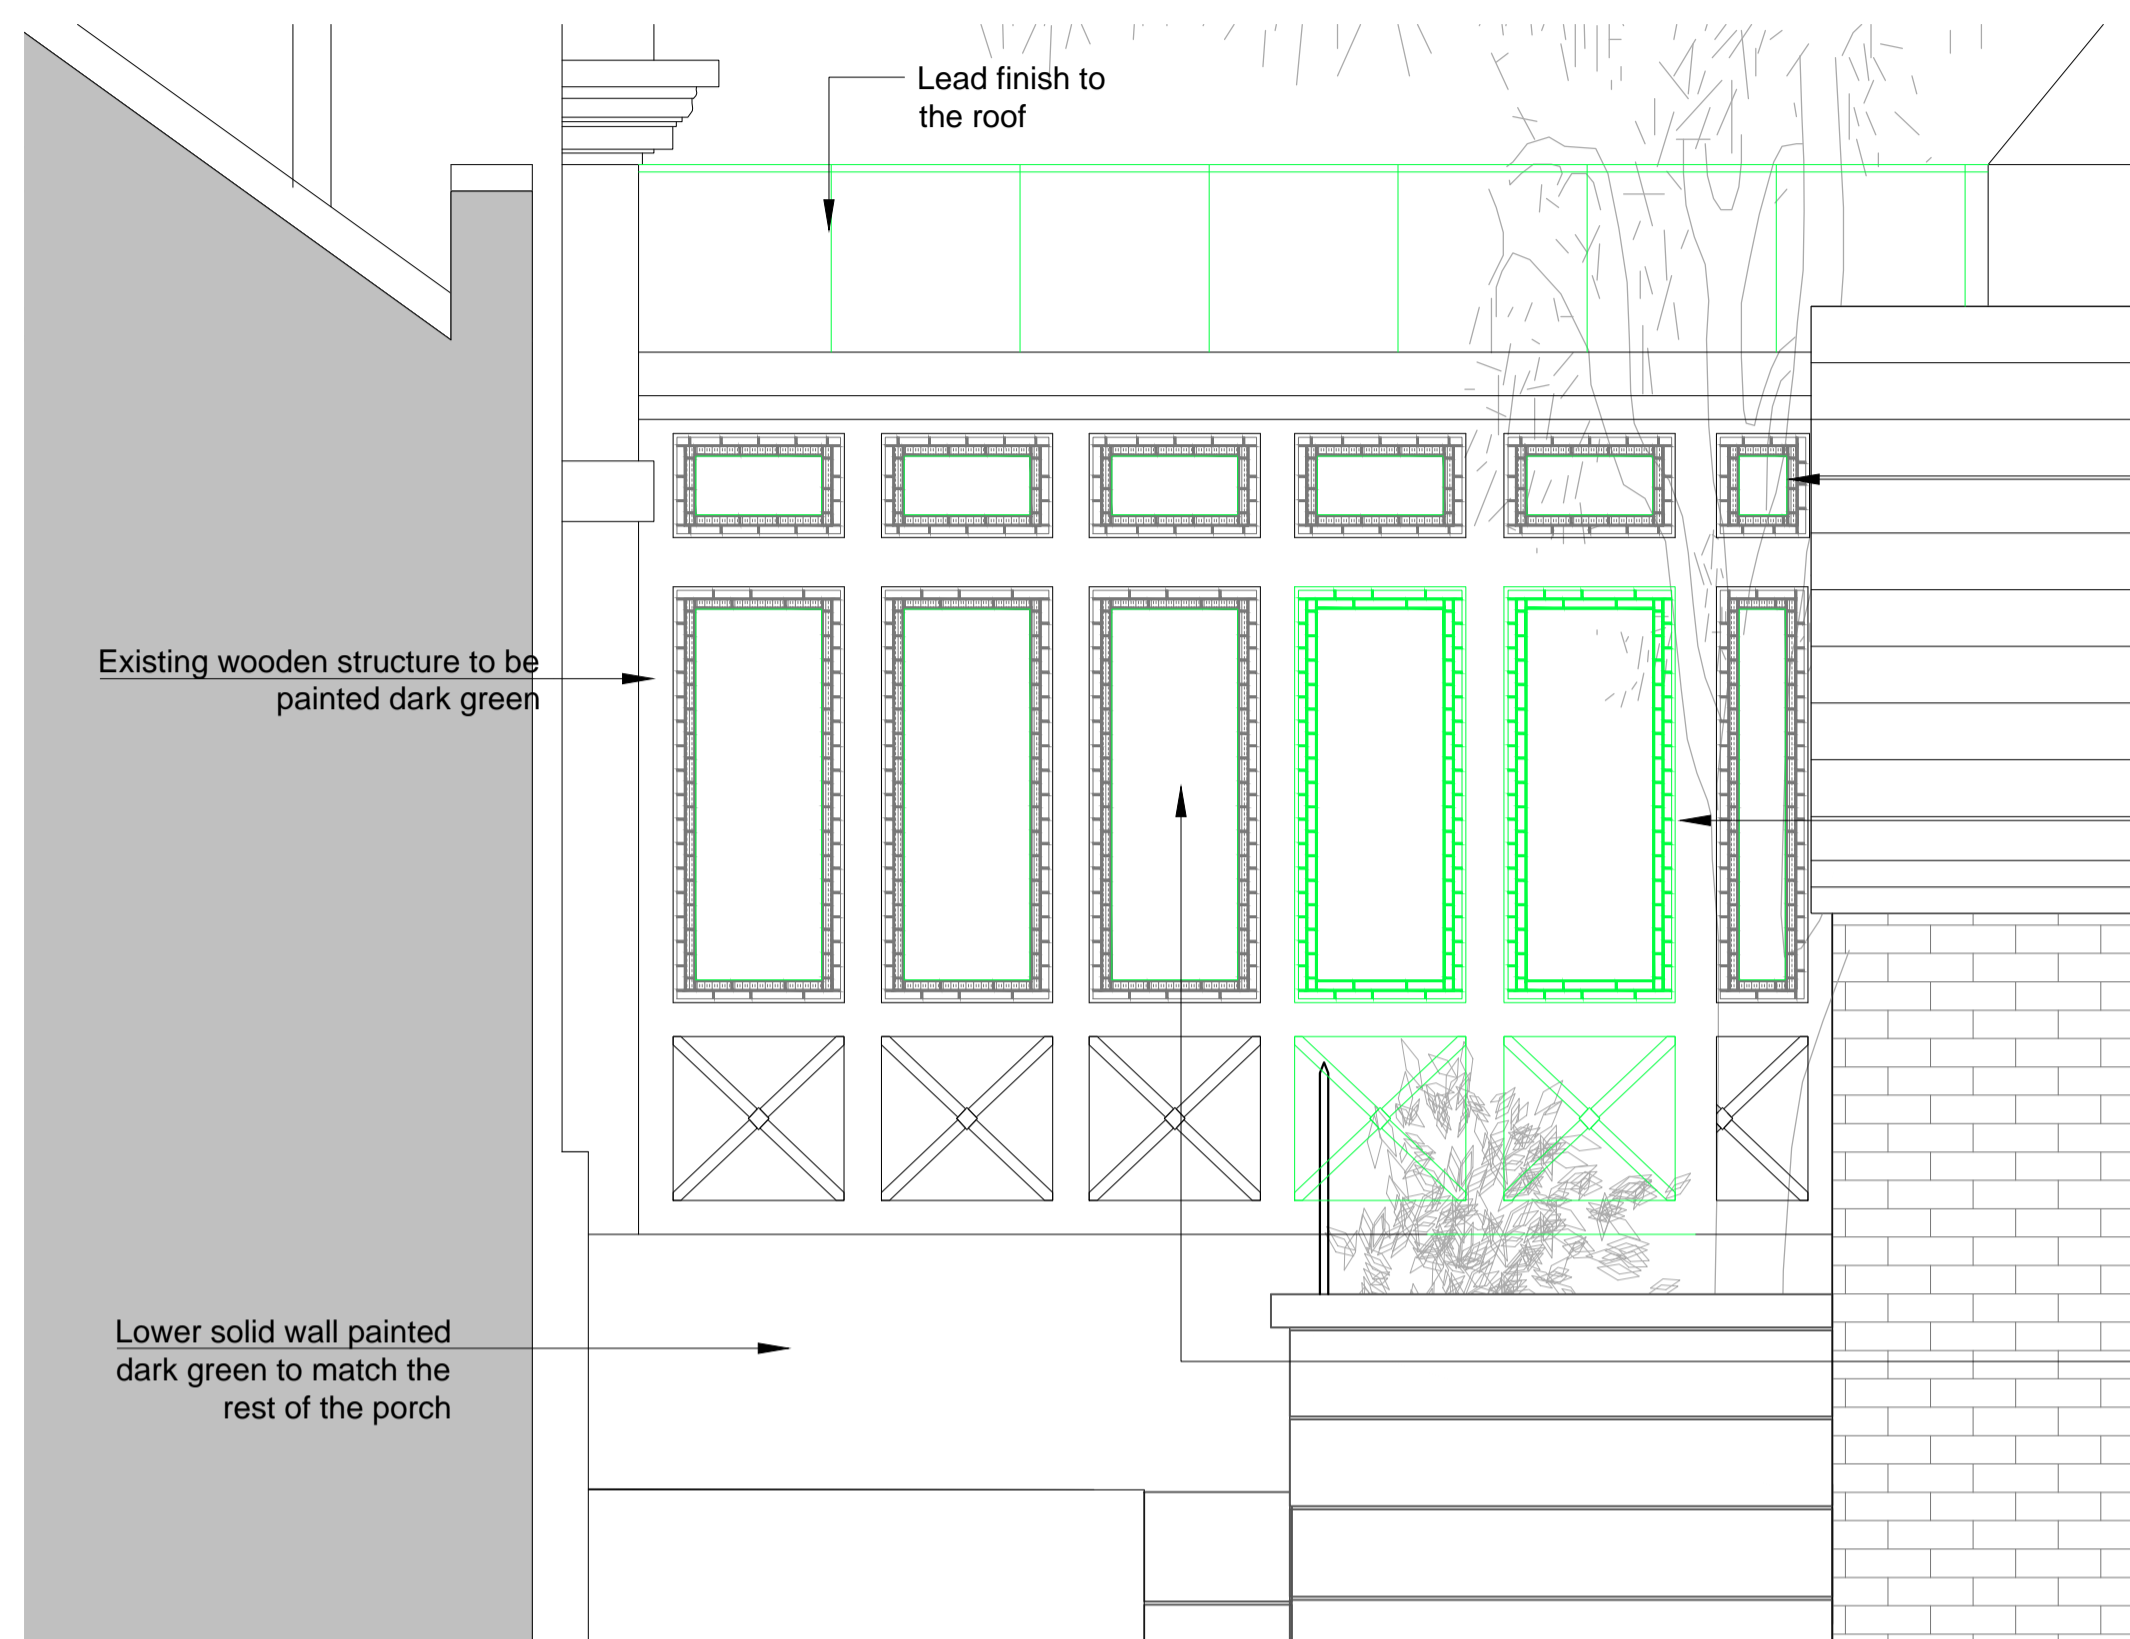 Lead finish to
the roof
Existing wooden structure to be
painted dark green
Lower solid wall painted
dark green to match the
rest of the porch